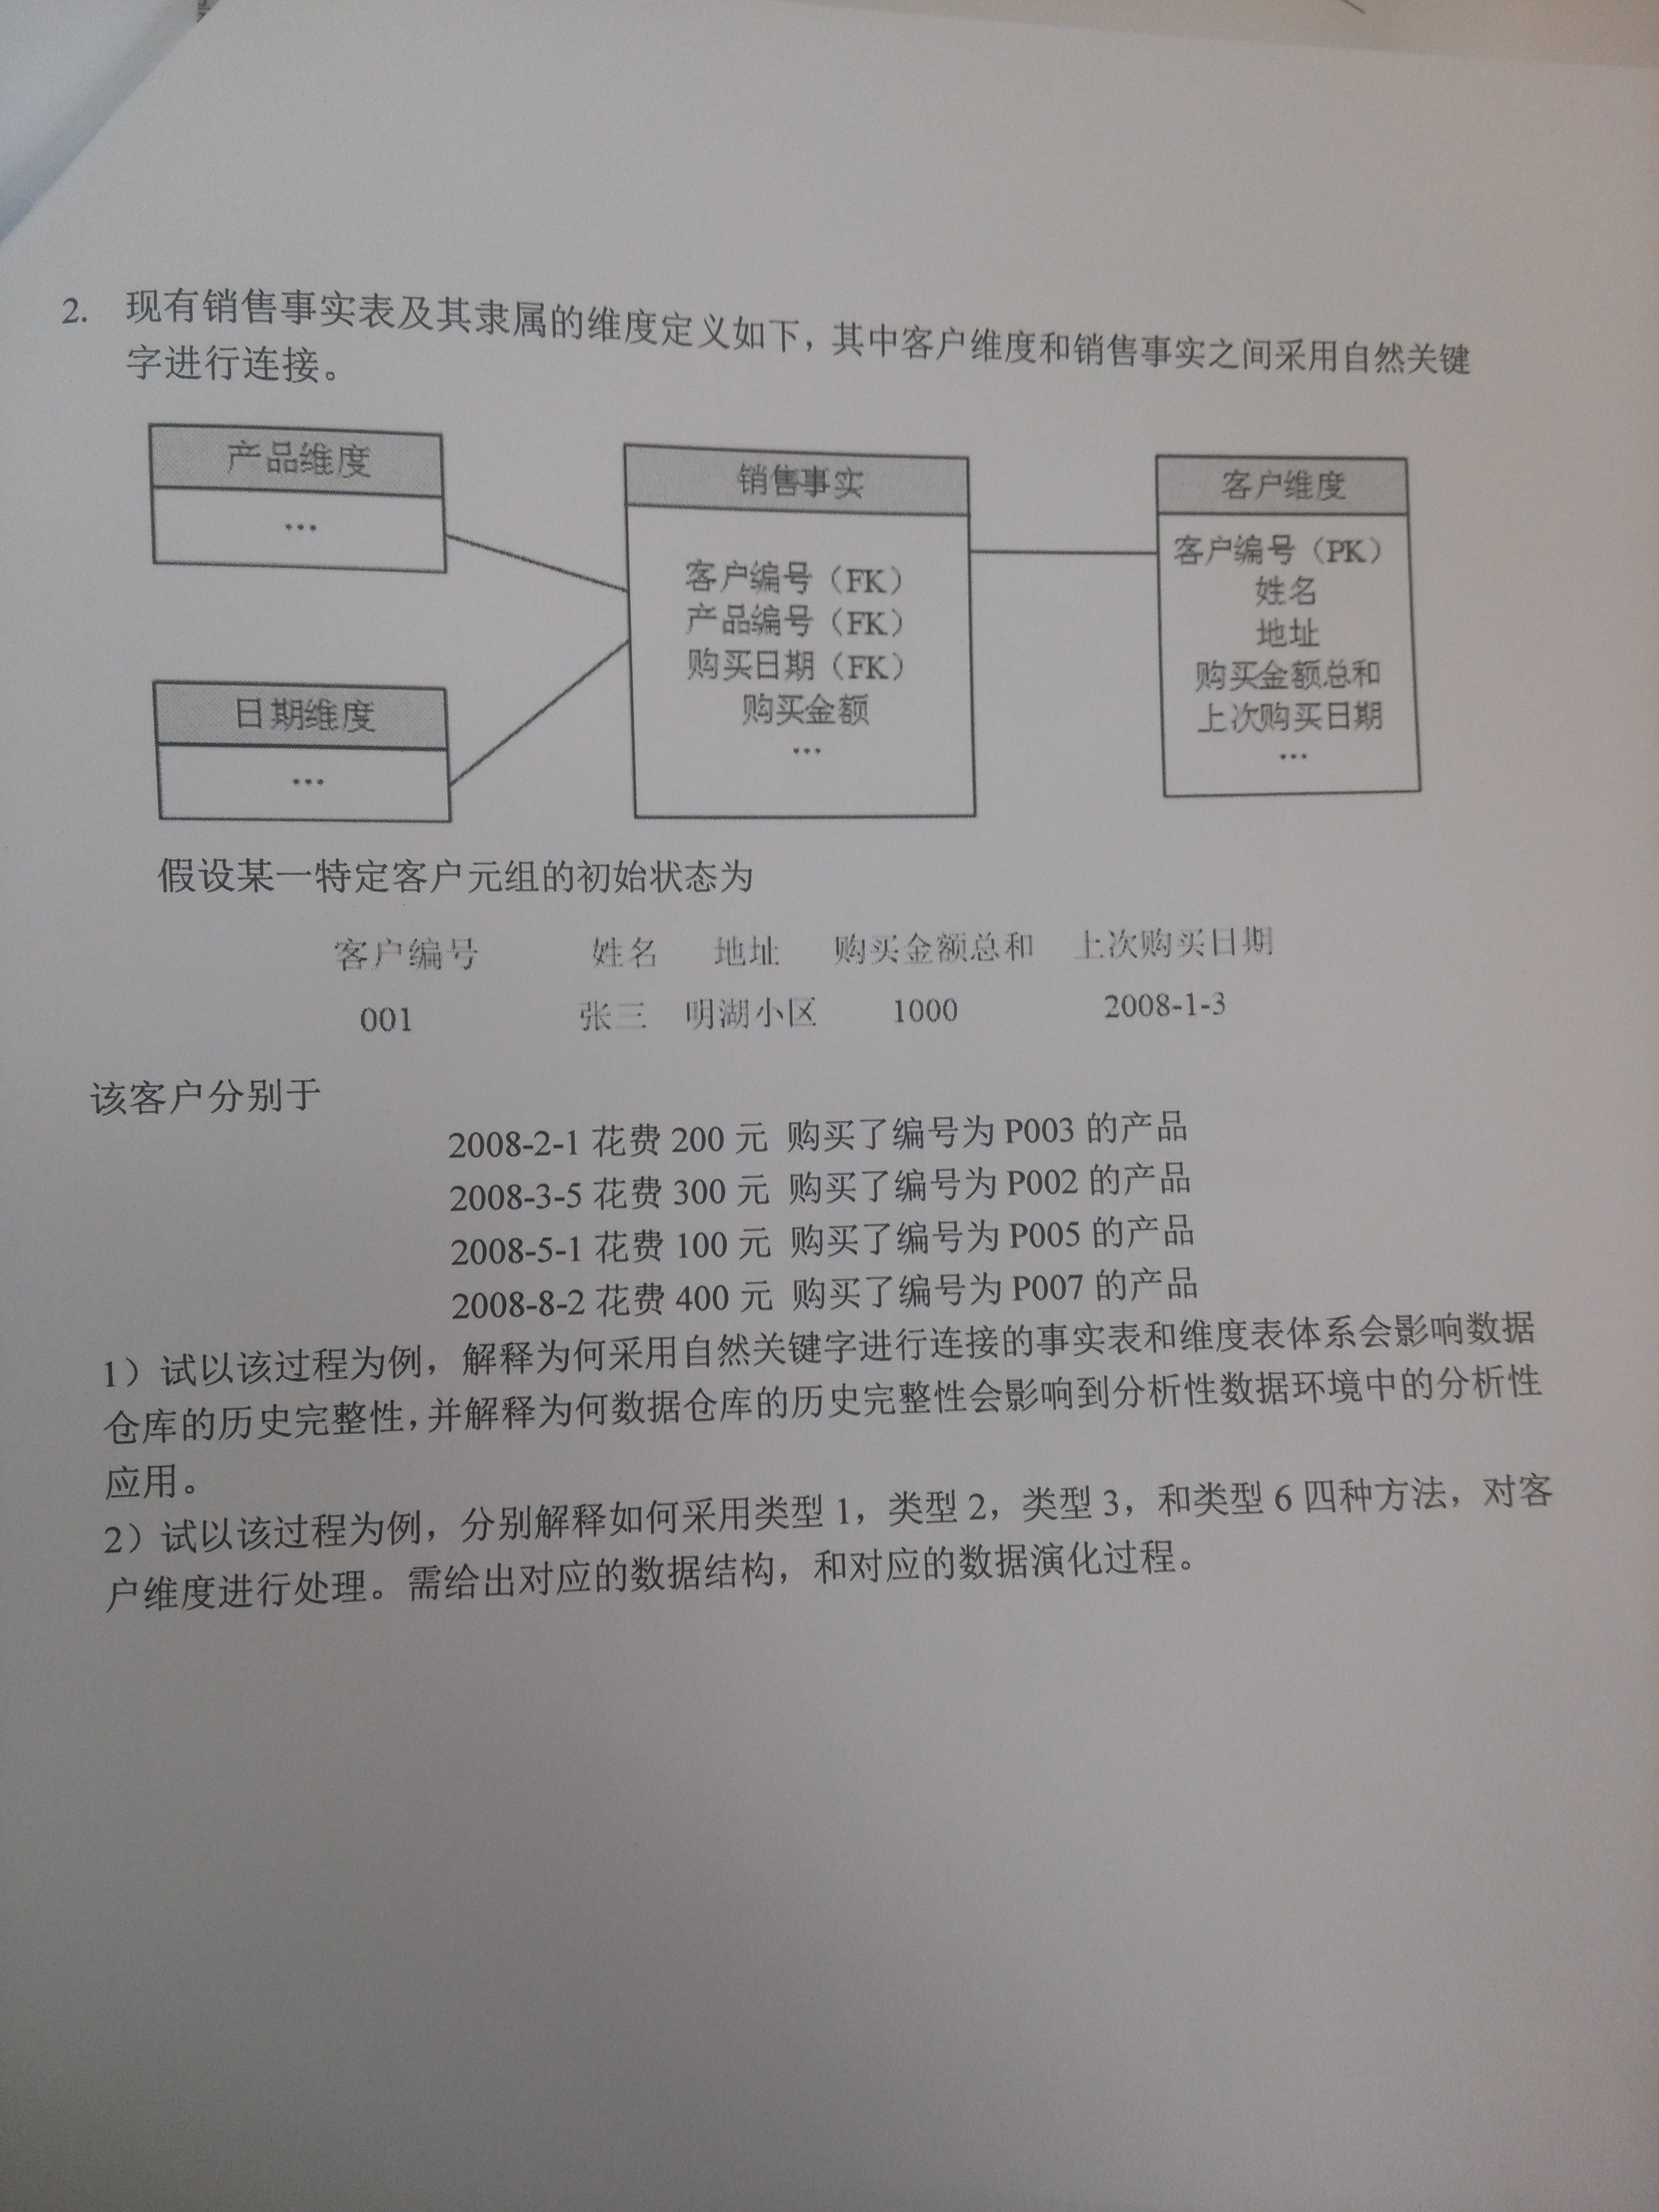 2. 现有销售事实表及其隶属的维度定义如下，其中客户维度和销售事实之间采用自然关键
字进行连接。
产品维度
…
日期维度
…
销售事实
客户编号（FK）
产品编号（FK）
购买日期（FK）
购买金额
…
客户维度
客户编号（PK）
姓名
地址
购买金额总和
上次购买日期
…
假设某一特定客户元组的初始状态为
客户编号 姓名 地址 购买金额总和 上次购买日期
001 张三 明湖小区 1000 2008-1-3
该客户分别于
2008-2-1 花费 200 元 购买了编号为 P003 的产品
2008-3-5 花费 300 元 购买了编号为 P002 的产品
2008-5-1 花费 100 元 购买了编号为 P005 的产品
2008-8-2 花费 400 元 购买了编号为 P007 的产品
1）试以该过程为例，解释为何采用自然关键字进行连接的事实表和维度表体系会影响数据
仓库的历史完整性，并解释为何数据仓库的历史完整性会影响到分析性数据环境中的分析性
应用。
2）试以该过程为例，分别解释如何采用类型 1，类型 2，类型 3，和类型 6 四种方法，对客
户维度进行处理。需给出对应的数据结构，和对应的数据演化过程。